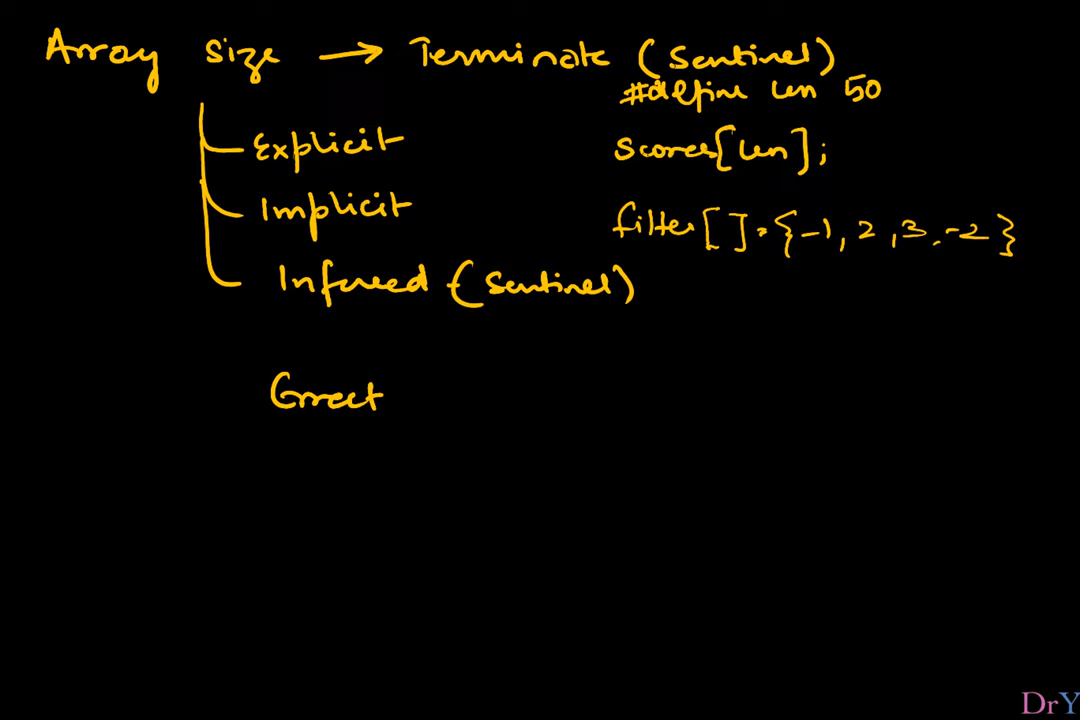 Array Size → Terminate (Sentinel)
#define len 50
Explicit scores[len];
Implicit filter[] = {-1, 2, 3, -2}
Infereed (Sentinel)
Greet
DrY